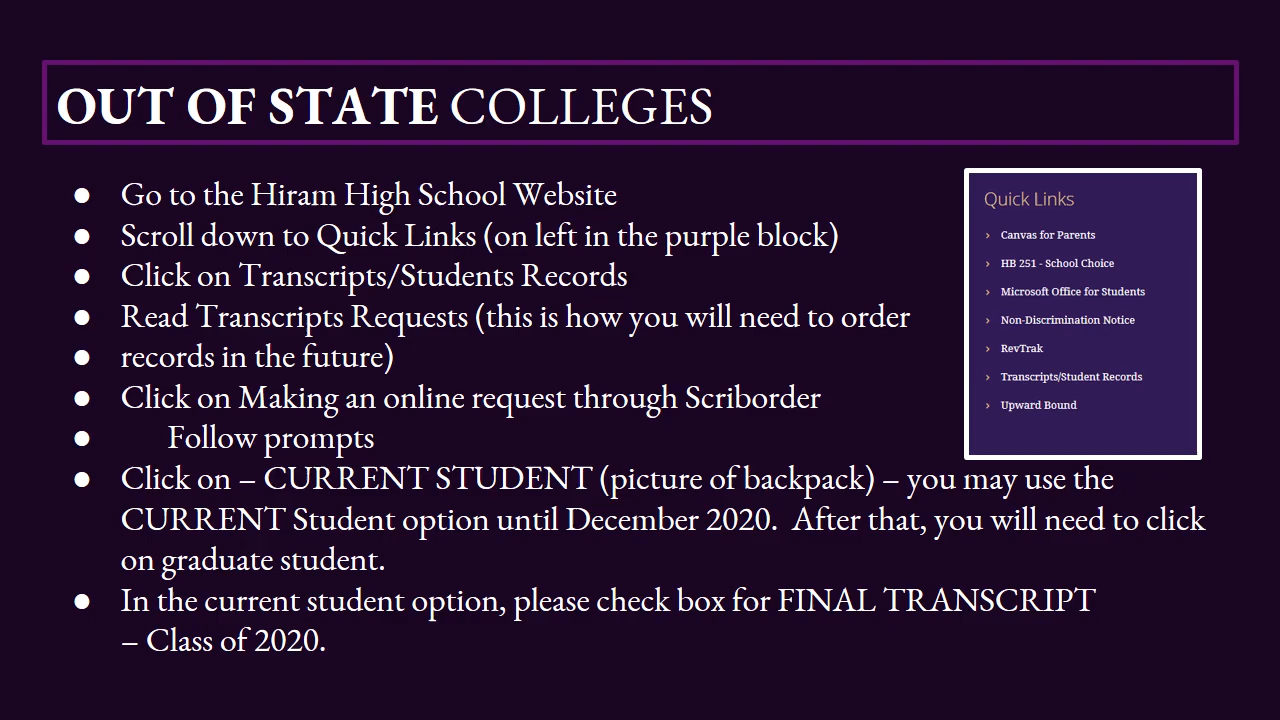 OUT OF STATE COLLEGES
● Go to the Hiram High School Website
● Scroll down to Quick Links (on left in the purple block)
● Click on Transcripts/Students Records
● Read Transcripts Requests (this is how you will need to order
● records in the future)
● Click on Making an online request through Scriborder
● Follow prompts
● Click on – CURRENT STUDENT (picture of backpack) – you may use the
CURRENT Student option until December 2020.  After that, you will need to click
on graduate student.
● In the current student option, please check box for FINAL TRANSCRIPT
– Class of 2020.
Quick Links
› Canvas for Parents
› HB 251 - School Choice
› Microsoft Office for Students
› Non-Discrimination Notice
› RevTrak
› Transcripts/Student Records
› Upward Bound